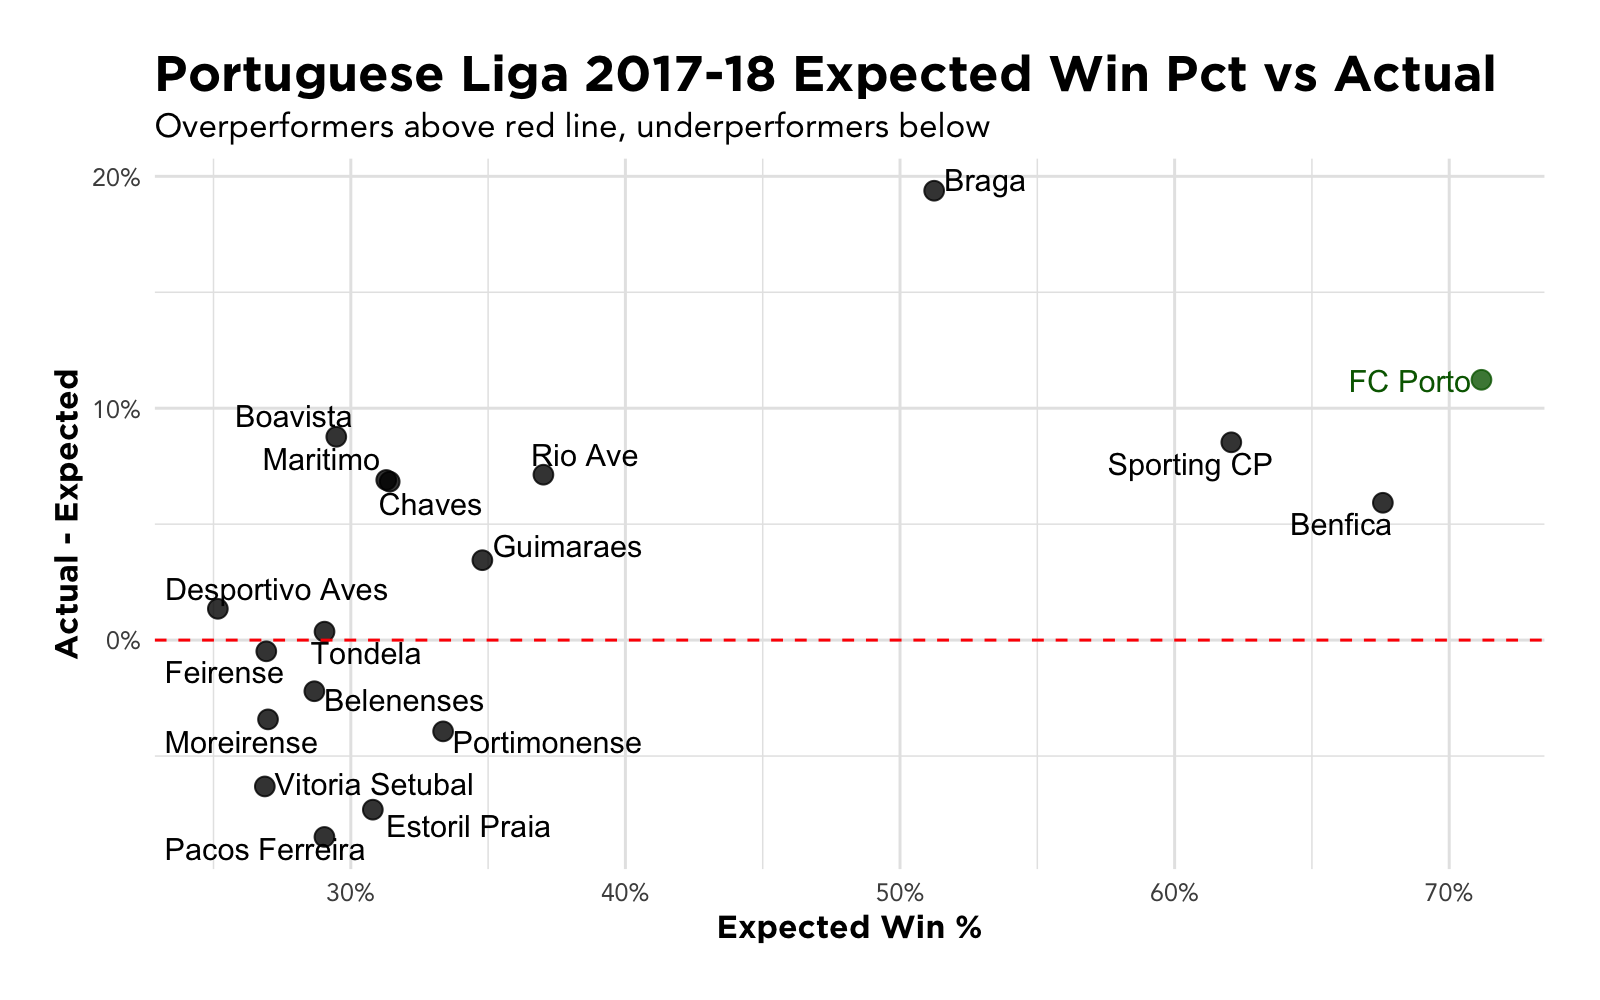 Portuguese Liga 2017-18 Expected Win Pct vs Actual
Overperformers above red line, underperformers below
20%
Braga
FC Porto
10%
Boavista
Maritimo
Rio Ave
Sporting CP
Chaves
Benfica
Guimaraes
Desportivo Aves
0%
Tondela
Feirense
Belenenses
Moreirense
Portimonense
Vitoria Setubal
Estoril Praia
Pacos Ferreira
Actual - Expected
30%
40%
50%
60%
70%
Expected Win %